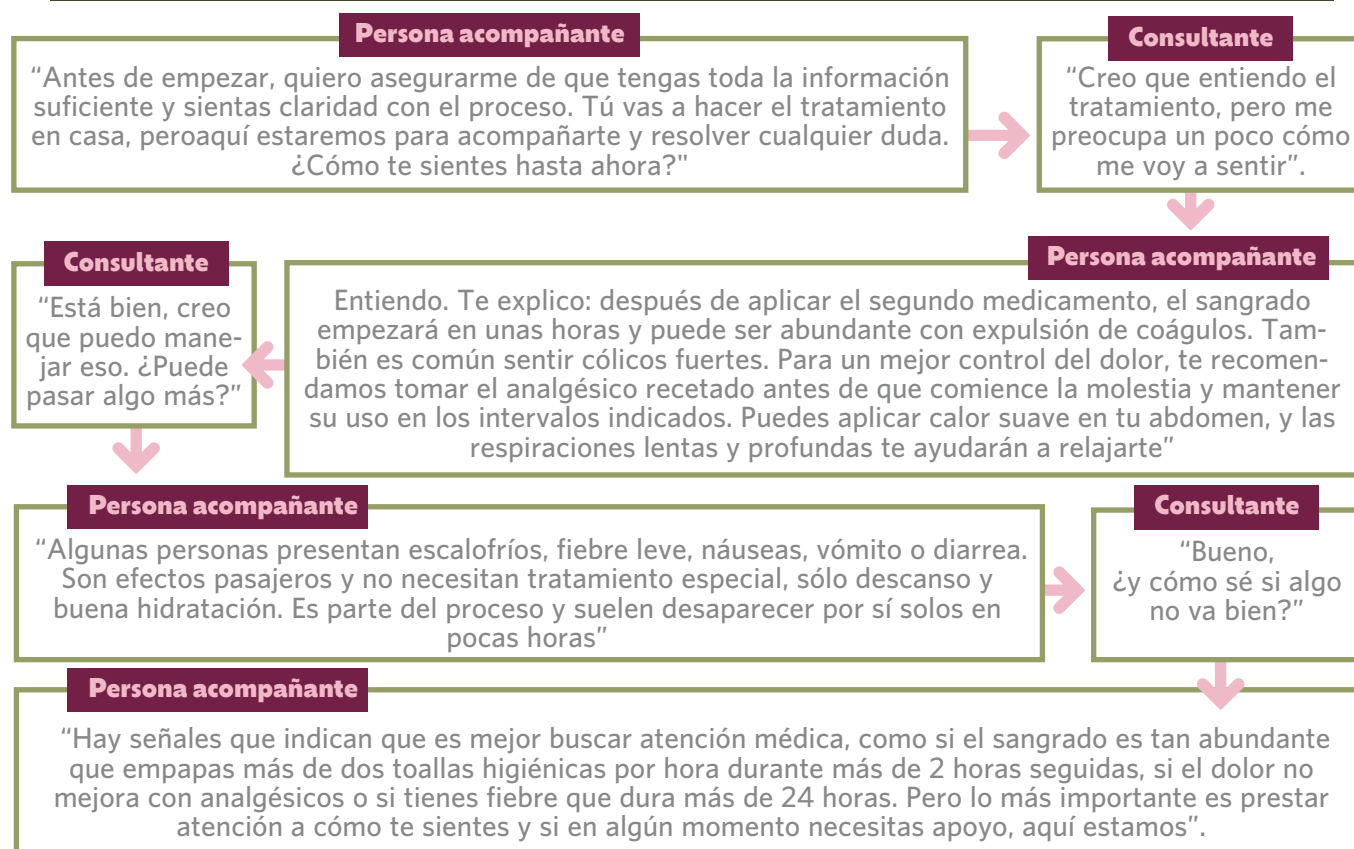 Persona acompañante
“Antes de empezar, quiero asegurarme de que tengas toda la información
suficiente y sientas claridad con el proceso. Tú vas a hacer el tratamiento
en casa, peroaquí estaremos para acompañarte y resolver cualquier duda.
¿Cómo te sientes hasta ahora?"
Consultante
“Creo que entiendo el
tratamiento, pero me
preocupa un poco cómo
me voy a sentir”.
Persona acompañante
Entiendo. Te explico: después de aplicar el segundo medicamento, el sangrado
empezará en unas horas y puede ser abundante con expulsión de coágulos. Tam-
bién es común sentir cólicos fuertes. Para un mejor control del dolor, te recomen-
damos tomar el analgésico recetado antes de que comience la molestia y mantener
su uso en los intervalos indicados. Puedes aplicar calor suave en tu abdomen, y las
respiraciones lentas y profundas te ayudarán a relajarte”
Consultante
“Está bien, creo
que puedo mane-
jar eso. ¿Puede
pasar algo más?”
Persona acompañante
“Algunas personas presentan escalofríos, fiebre leve, náuseas, vómito o diarrea.
Son efectos pasajeros y no necesitan tratamiento especial, sólo descanso y
buena hidratación. Es parte del proceso y suelen desaparecer por sí solos en
pocas horas”
Consultante
“Bueno,
¿y cómo sé si algo
no va bien?”
Persona acompañante
“Hay señales que indican que es mejor buscar atención médica, como si el sangrado es tan abundante
que empapas más de dos toallas higiénicas por hora durante más de 2 horas seguidas, si el dolor no
mejora con analgésicos o si tienes fiebre que dura más de 24 horas. Pero lo más importante es prestar
atención a cómo te sientes y si en algún momento necesitas apoyo, aquí estamos”.